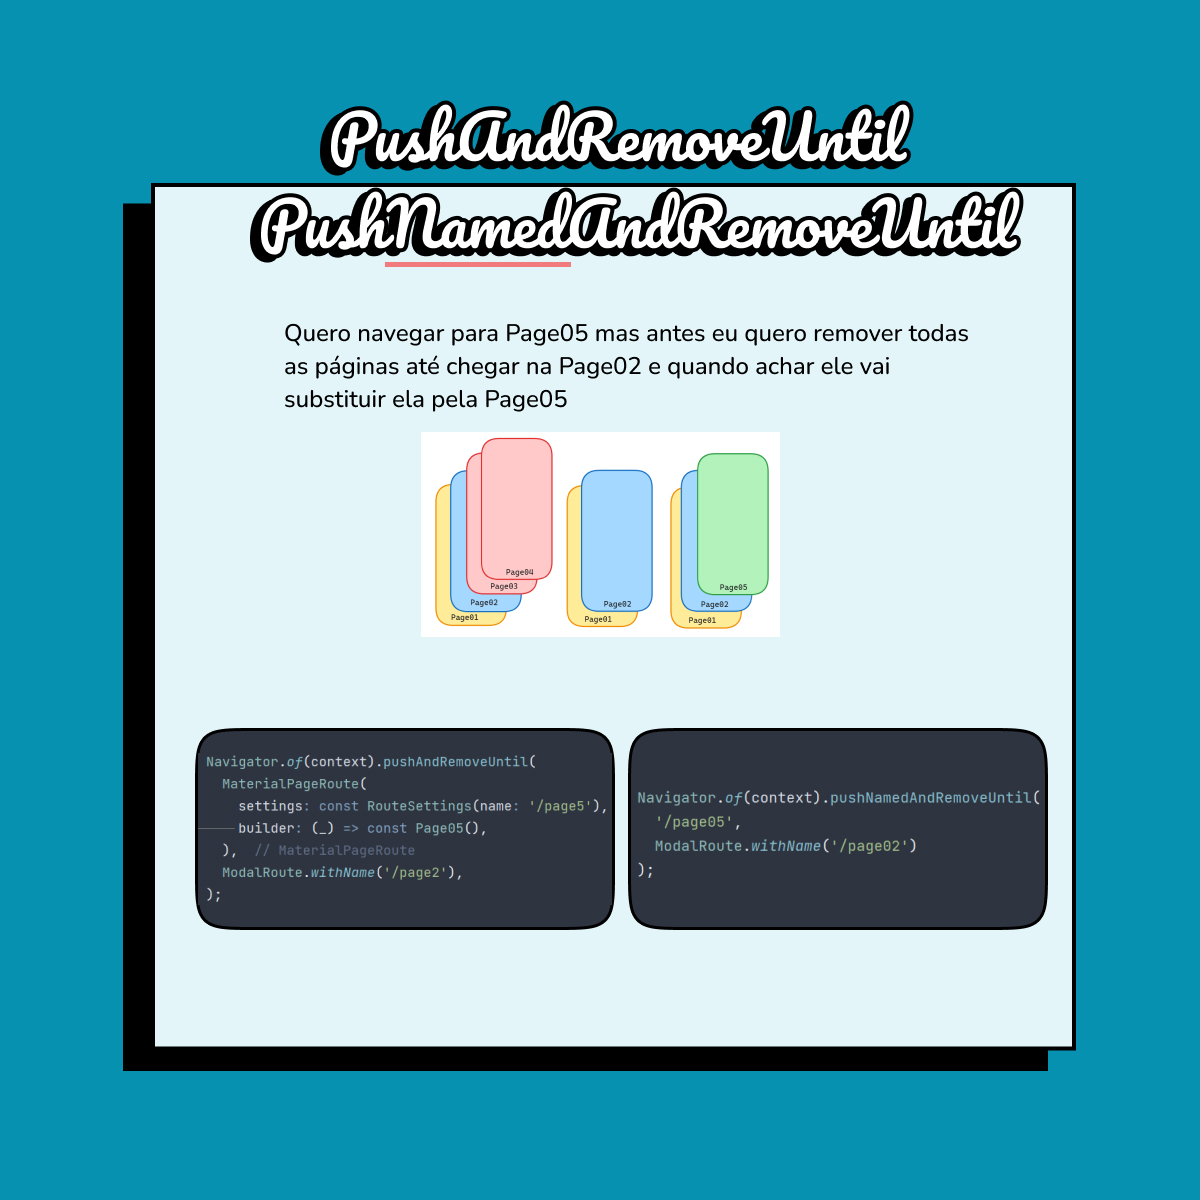 PushAndRemoveUntil
PushNamedAndRemoveUntil
Quero navegar para Page05 mas antes eu quero remover todas
as páginas até chegar na Page02 e quando achar ele vai
substituir ela pela Page05
Page04
Page03
Page02
Page01
Page02
Page01
Page05
Page02
Page01
Navigator.of(context).pushAndRemoveUntil(
  MaterialPageRoute(
    settings: const RouteSettings(name: '/page5'),
    builder: (_) => const Page05(),
  ),  // MaterialPageRoute
  ModalRoute.withName('/page2'),
);
Navigator.of(context).pushNamedAndRemoveUntil(
  '/page05',
  ModalRoute.withName('/page02')
);